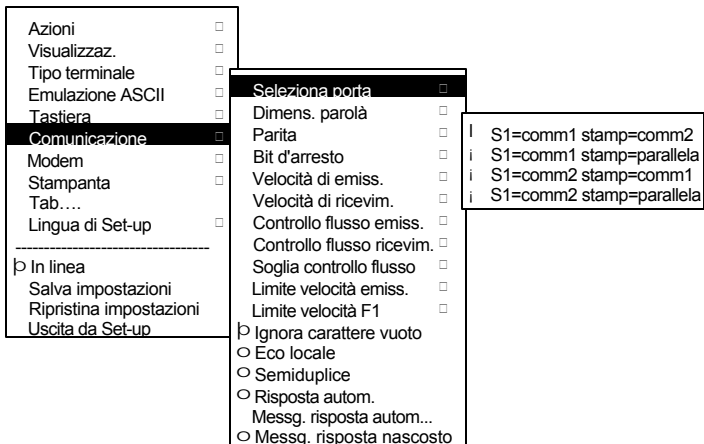 Azioni
Visualizzaz.
Tipo terminale
Emulazione ASCII
Tastiera
Comunicazione
Modem
Stampanta
Tab….
Lingua di Set-up
-----------------------------------
In linea
Salva impostazioni
Ripristina impostazioni
Uscita da Set-up
Seleziona porta
Dimens. parolà
Parita
Bit d'arresto
Velocità di emiss.
Velocità di ricevim.
Controllo flusso emiss.
Controllo flusso ricevim.
Soglia controllo flusso
Limite velocità emiss.
Limite velocità F1
Ignora carattere vuoto
Eco locale
Semiduplice
Risposta autom.
Messg. risposta autom...
Messg. risposta nascosto
S1=comm1 stamp=comm2
S1=comm1 stamp=parallela
S1=comm2 stamp=comm1
S1=comm2 stamp=parallela